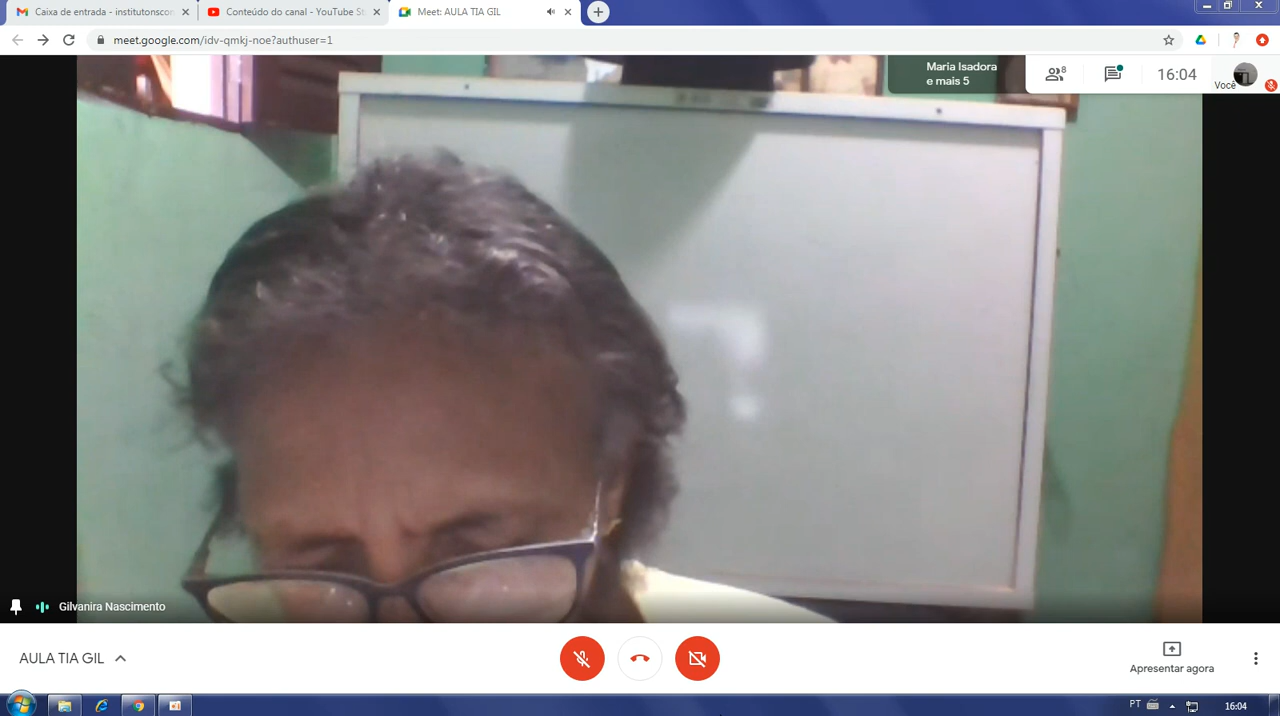 Caixa de entrada - institutonscon
Conteúdo do canal - YouTube St
Meet: AULA TIA GIL
meet.google.com/idv-qmkj-noe?authuser=1
Maria Isadora
e mais 5
8
16:04
Você
Gilvanira Nascimento
AULA TIA GIL
Apresentar agora
PT
16:04